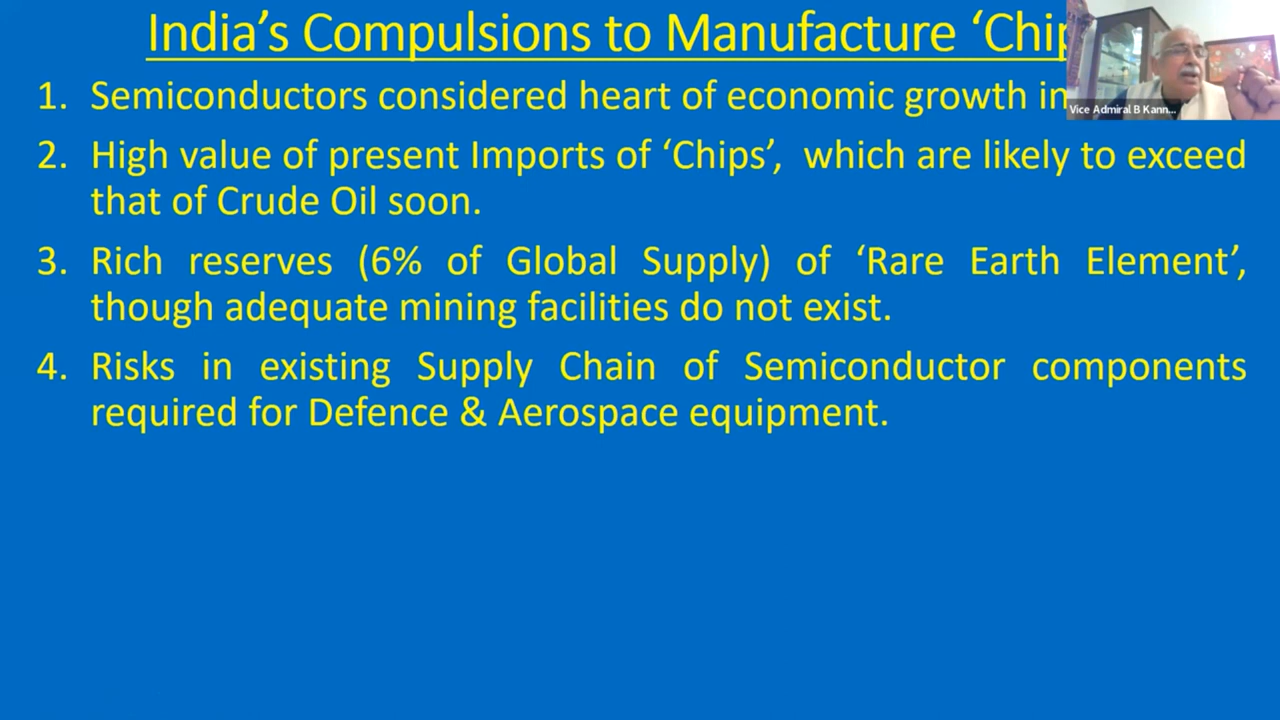 India's Compulsions to Manufacture 'Chip
1. Semiconductors considered heart of economic growth in
Vice Admiral B Kann...
2. High value of present Imports of 'Chips', which are likely to exceed
that of Crude Oil soon.
3. Rich reserves (6% of Global Supply) of 'Rare Earth Element',
though adequate mining facilities do not exist.
4. Risks in existing Supply Chain of Semiconductor components
required for Defence & Aerospace equipment.